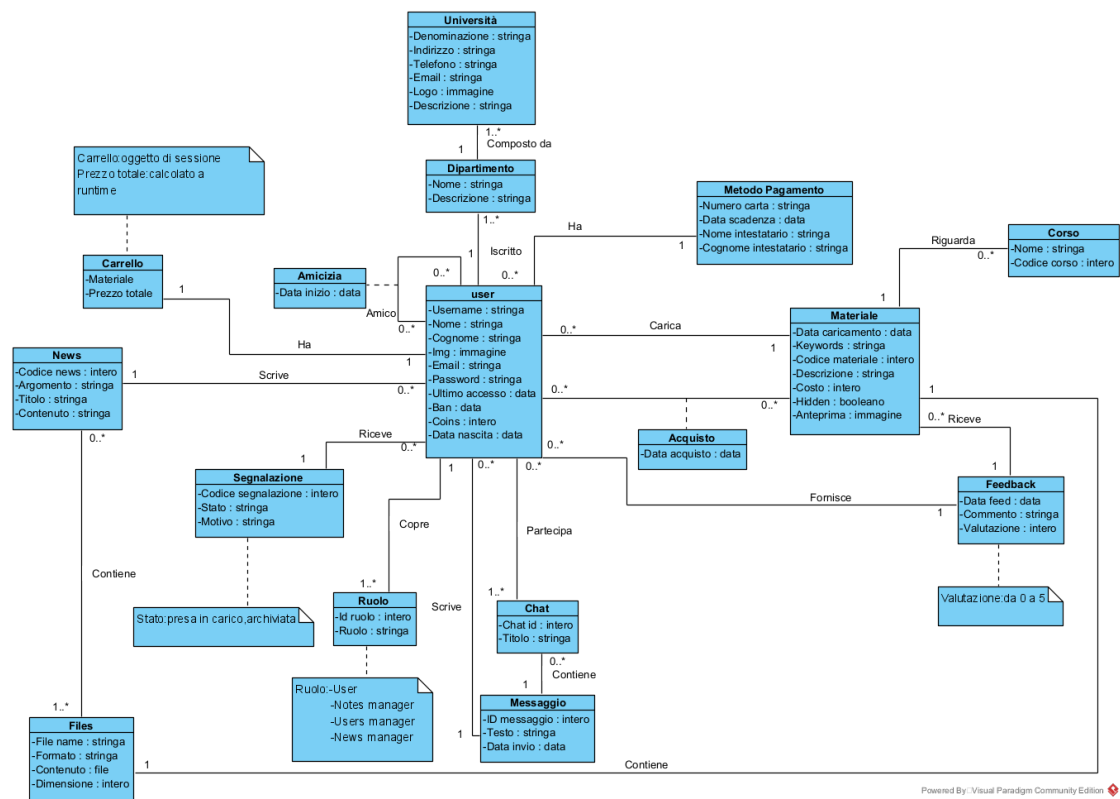 Università
-Denominazione : stringa
-Indirizzo : stringa
-Telefono : stringa
-Email : stringa
-Logo : immagine
-Descrizione : stringa
1..*
Composto da
1
Dipartimento
-Nome : stringa
-Descrizione : stringa
1..*
1
Iscritto
0..*
0..*
Carrello:oggetto di sessione
Prezzo totale:calcolato a
runtime
Carrello
-Materiale
-Prezzo totale
1
Ha
1
Amicizia
-Data inizio : data
Amico
0..*
Metodo Pagamento
-Numero carta : stringa
-Data scadenza : data
-Nome intestatario : stringa
-Cognome intestatario : stringa
Ha
1
Corso
-Nome : stringa
-Codice corso : intero
Riguarda
0..*
1
user
-Username : stringa
-Nome : stringa
-Cognome : stringa
-Img : immagine
-Email : stringa
-Password : stringa
-Ultimo accesso : data
-Ban : data
-Coins : intero
-Data nascita : data
Materiale
-Data caricamento : data
-Keywords : stringa
-Codice materiale : intero
-Descrizione : stringa
-Costo : intero
-Hidden : booleano
-Anteprima : immagine
0..*
Carica
1
0..*
0..*
Acquisto
-Data acquisto : data
1
0..*
Riceve
1
News
-Codice news : intero
-Argomento : stringa
-Titolo : stringa
-Contenuto : stringa
1
Scrive
0..*
0..*
Riceve
0..*
1
Segnalazione
-Codice segnalazione : intero
-Stato : stringa
-Motivo : stringa
Stato:presa in carico,archiviata
Feedback
-Data feed : data
-Commento : stringa
-Valutazione : intero
0..*
Fornisce
1
Valutazione:da 0 a 5
1
Copre
1..*
Ruolo
-Id ruolo : intero
-Ruolo : stringa
Ruolo:-User
-Notes manager
-Users manager
-News manager
0..*
Scrive
1
0..*
Partecipa
1..*
Chat
-Chat id : intero
-Titolo : stringa
0..*
Contiene
1
Messaggio
-ID messaggio : intero
-Testo : stringa
-Data invio : data
Contiene
1..*
Files
-File name : stringa
-Formato : stringa
-Contenuto : file
-Dimensione : intero
1
Contiene
Powered By Visual Paradigm Community Edition